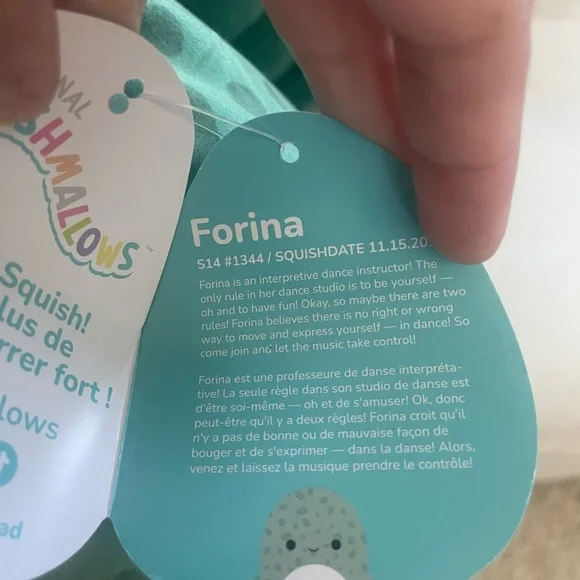 SHMALLOWS™
Squish!
lus de
rrer fort !
lows
ad
Forina
S14 #1344 / SQUISHDATE 11.15.20
Forina is an interpretive dance instructor! The
only rule in her dance studio is to be yourself —
oh and to have fun! Okay, so maybe there are two
rules! Forina believes there is no right or wrong
way to move and express yourself — in dance! So
come join and let the music take control!
Forina est une professeure de danse interpréta-
tive! La seule règle dans son studio de danse est
d'être soi-même — oh et de s'amuser! Ok, donc
peut-être qu'il y a deux règles! Forina croit qu'il
n'y a pas de bonne ou de mauvaise façon de
bouger et de s'exprimer — dans la danse! Alors,
venez et laissez la musique prendre le contrôle!